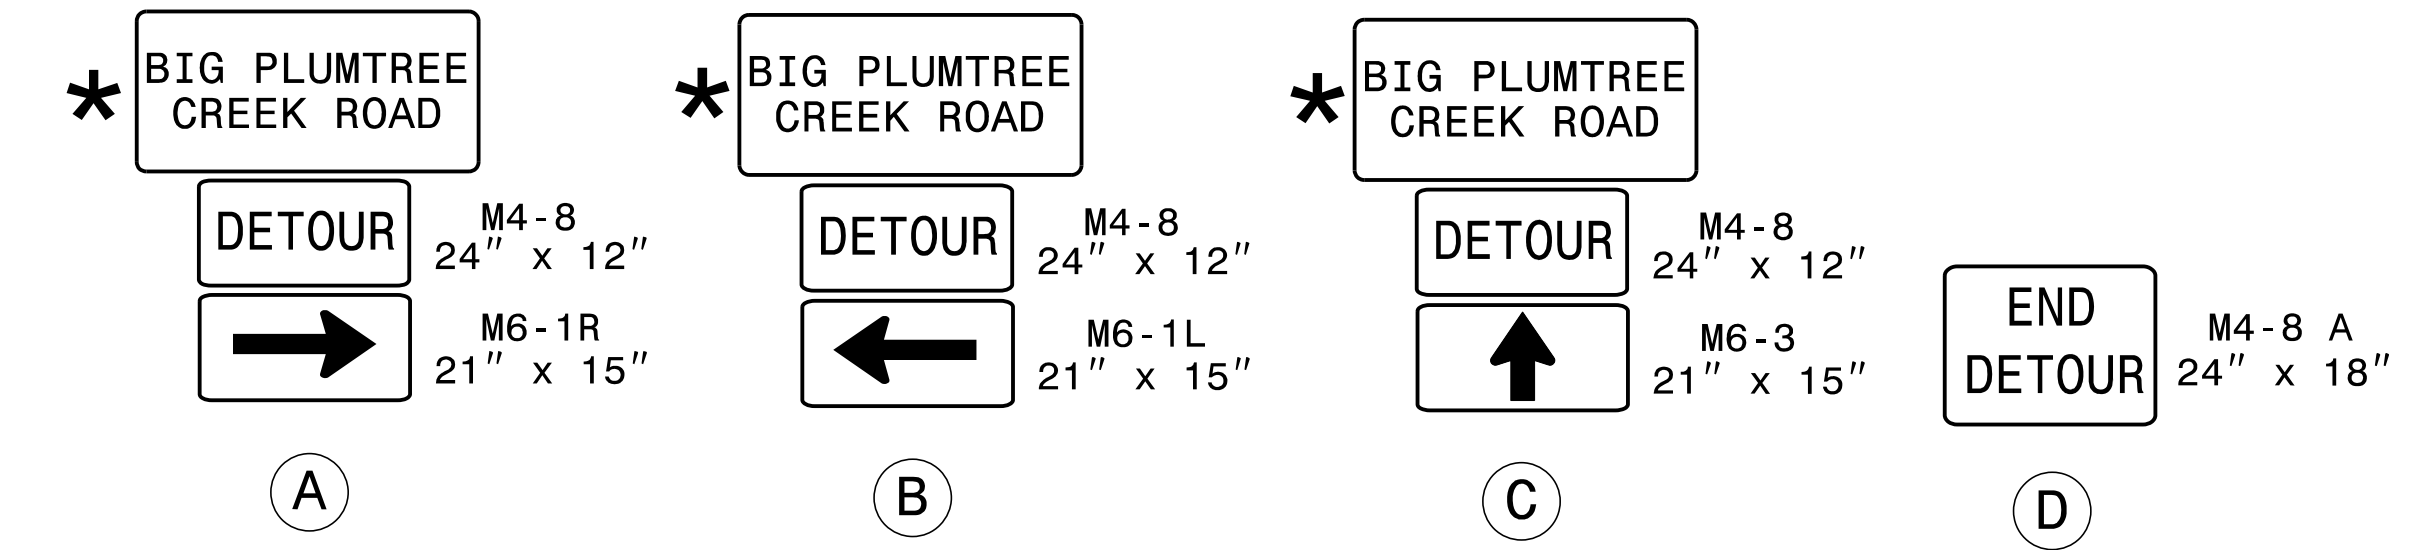 * BIG PLUMTREE
CREEK ROAD
DETOUR
M4-8
24" x 12"
M6-1R
21" x 15"
A
* BIG PLUMTREE
CREEK ROAD
DETOUR
M4-8
24" x 12"
M6-1L
21" x 15"
B
* BIG PLUMTREE
CREEK ROAD
DETOUR
M4-8
24" x 12"
M6-3
21" x 15"
C
END
DETOUR
M4-8 A
24" x 18"
D